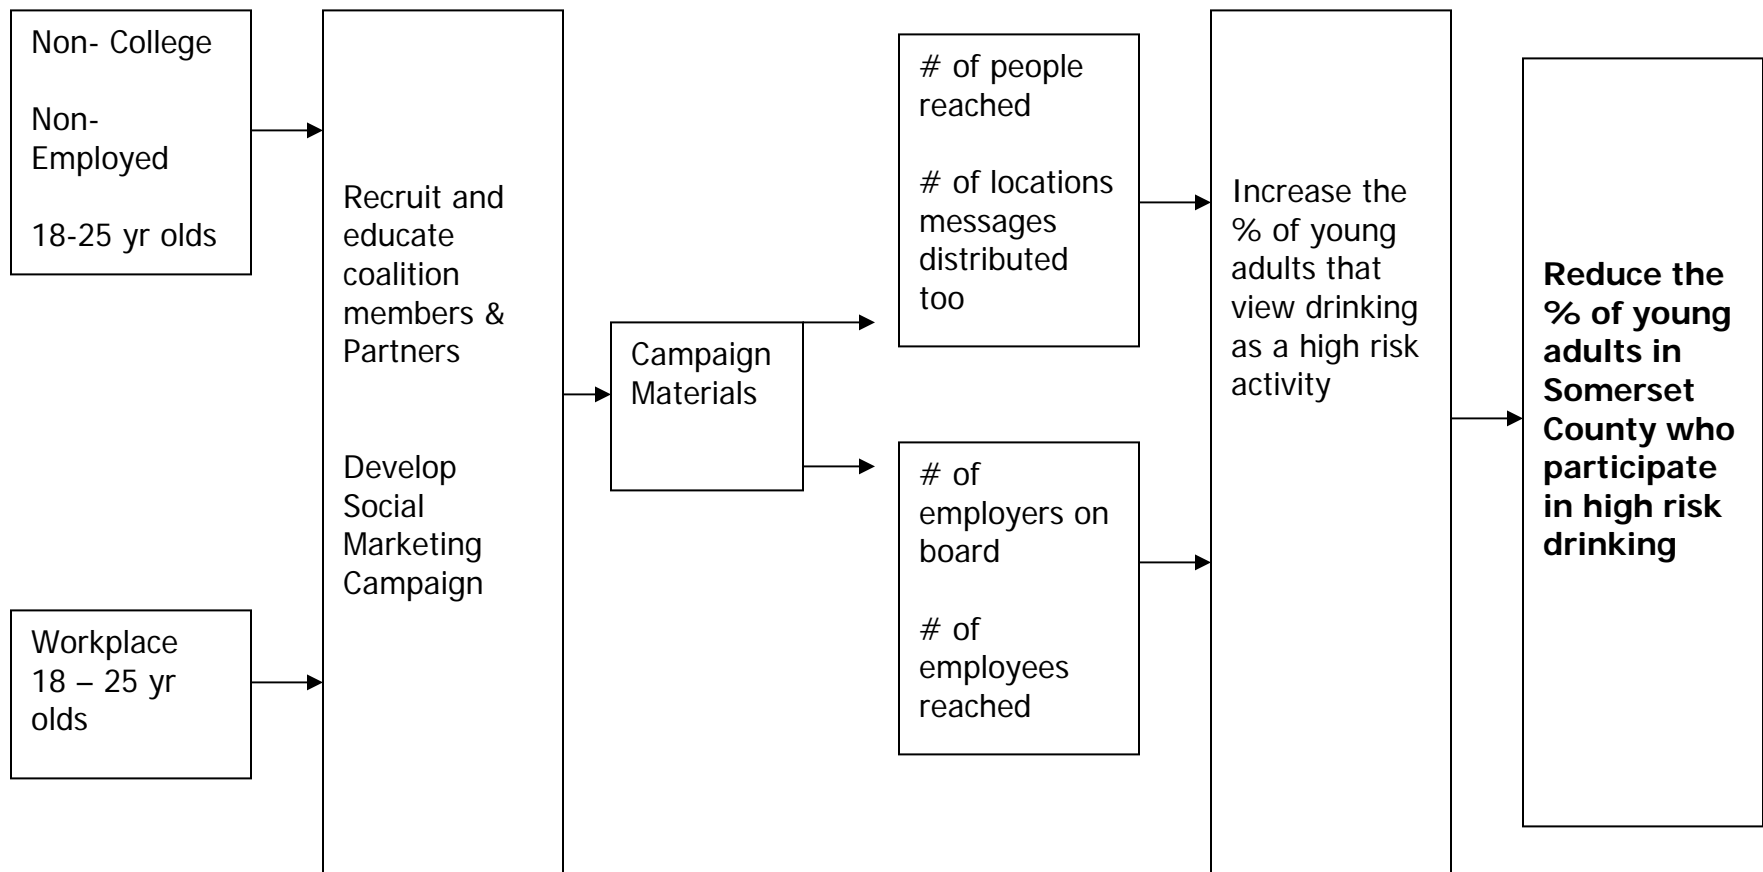 Non- College
Non-
Employed
18-25 yr olds
Workplace
18 – 25 yr
olds
Recruit and
educate
coalition
members &
Partners
Develop
Social
Marketing
Campaign
Campaign
Materials
# of people
reached
# of locations
messages
distributed
too
# of
employers on
board
# of
employees
reached
Increase the
% of young
adults that
view drinking
as a high risk
activity
Reduce the
% of young
adults in
Somerset
County who
participate
in high risk
drinking